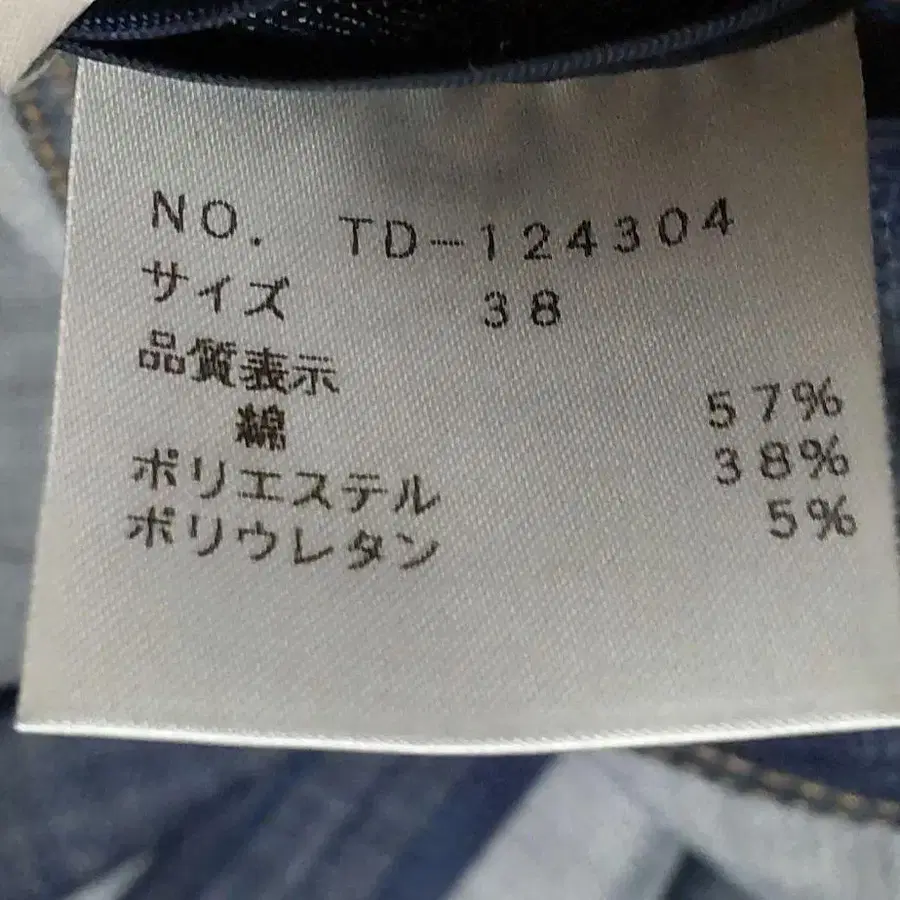 NO. TD-124304
サイズ 38
品質表示
綿 57%
ポリエステル 38%
ポリウレタン 5%